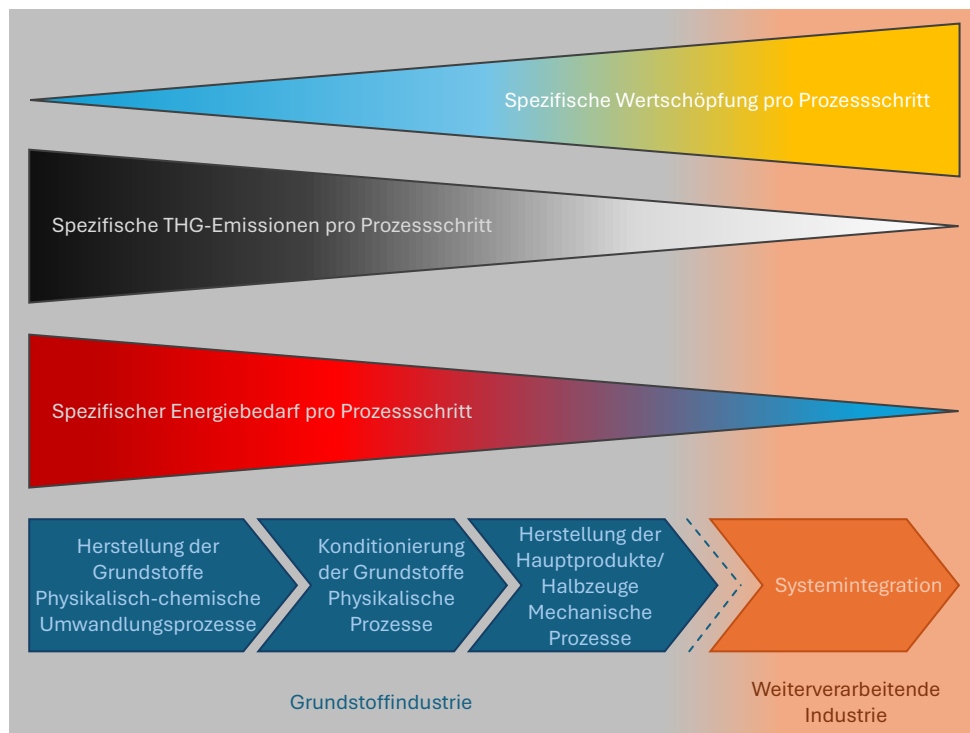 Spezifische Wertschöpfung pro Prozessschritt
Spezifische THG-Emissionen pro Prozessschritt
Spezifischer Energiebedarf pro Prozessschritt
Herstellung der
Grundstoffe
Physikalisch-chemische
Umwandlungsprozesse
Konditionierung
der Grundstoffe
Physikalische
Prozesse
Herstellung der
Hauptprodukte/
Halbzeuge
Mechanische
Prozesse
Systemintegration
Grundstoffindustrie
Weiterverarbeitende
Industrie